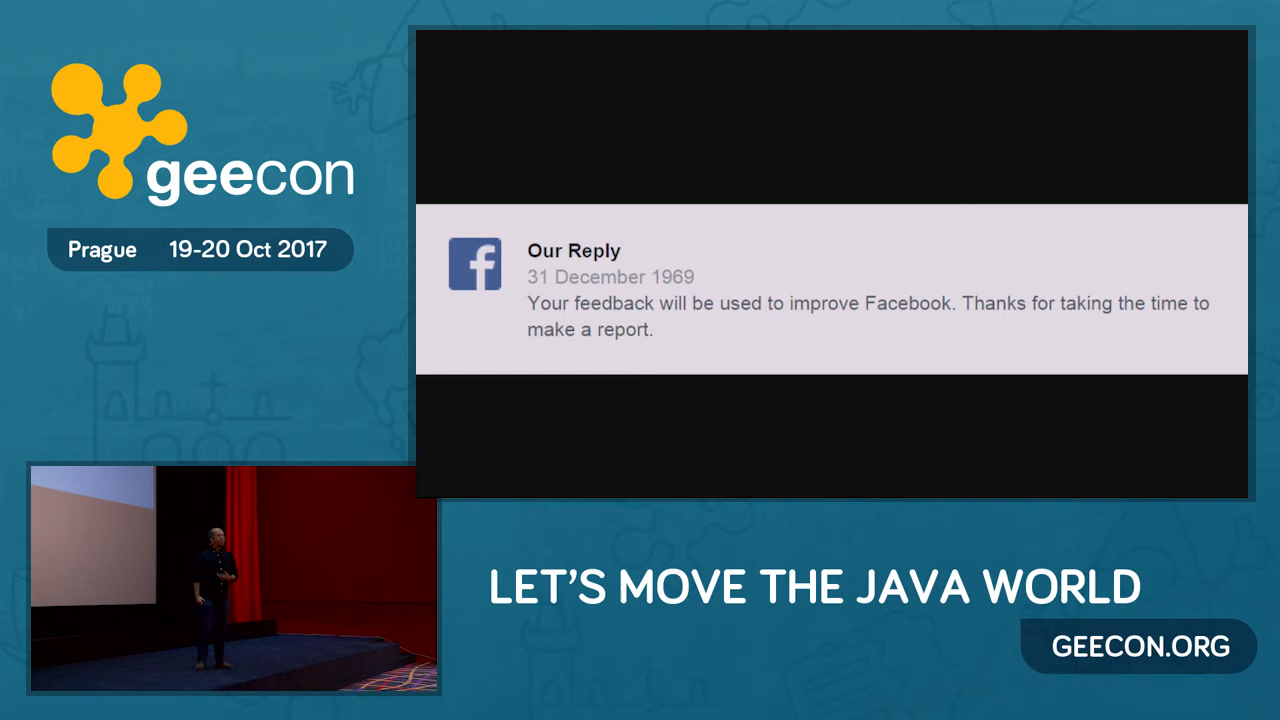 geecon
Prague 19-20 Oct 2017
Our Reply
31 December 1969
Your feedback will be used to improve Facebook. Thanks for taking the time to
make a report.
LET'S MOVE THE JAVA WORLD
GEECON.ORG